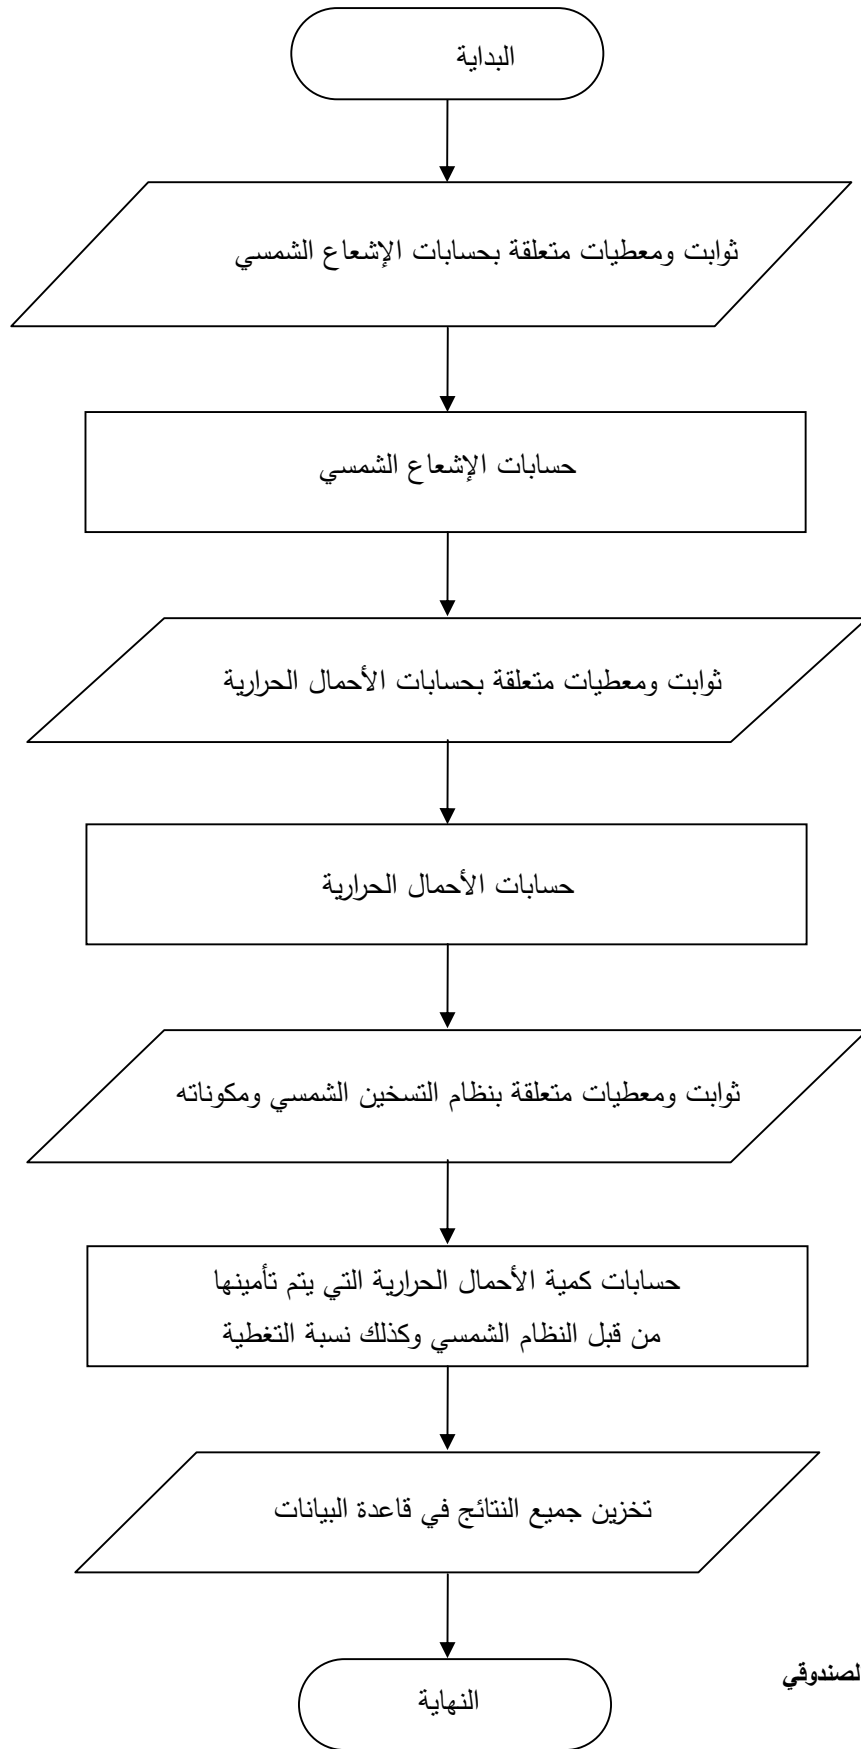 البداية
ثوابت ومعطيات متعلقة بحسابات الإشعاع الشمسي
حسابات الإشعاع الشمسي
ثوابت ومعطيات متعلقة بحسابات الأحمال الحرارية
حسابات الأحمال الحرارية
ثوابت ومعطيات متعلقة بنظام التسخين الشمسي ومكوناته
حسابات كمية الأحمال الحرارية التي يتم تأمينها
من قبل النظام الشمسي وكذلك نسبة التغطية
تخزين جميع النتائج في قاعدة البيانات
لصندوقي
النهاية